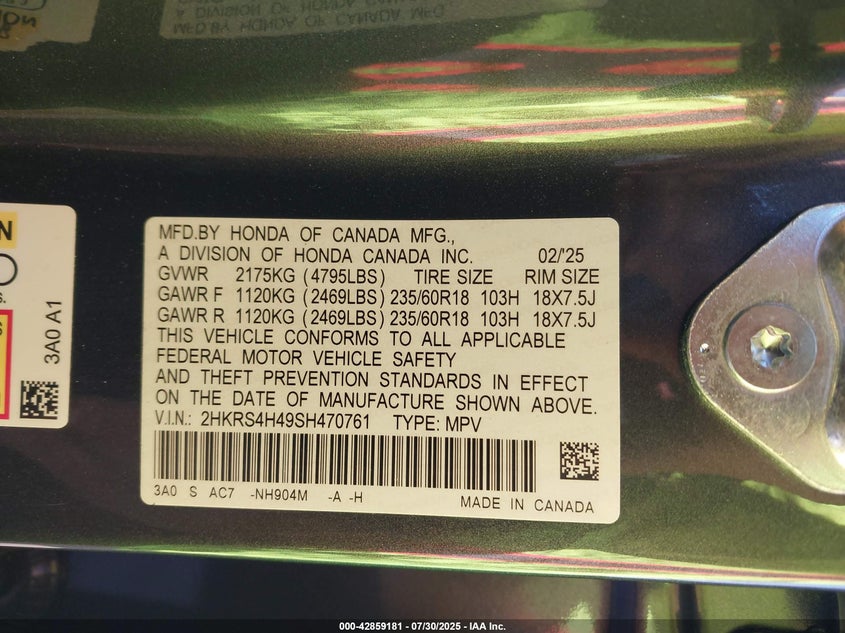 MFD.BY HONDA OF CANADA MFG.,
A DIVISION OF HONDA CANADA INC. 02/'25
GVWR 2175KG (4795LBS) TIRE SIZE RIM SIZE
GAWR F 1120KG (2469LBS) 235/60R18 103H 18X7.5J
GAWR R 1120KG (2469LBS) 235/60R18 103H 18X7.5J
THIS VEHICLE CONFORMS TO ALL APPLICABLE
FEDERAL MOTOR VEHICLE SAFETY
AND THEFT PREVENTION STANDARDS IN EFFECT
ON THE DATE OF MANUFACTURE SHOWN ABOVE.
V.I.N.: 2HKRS4H49SH470761 TYPE: MPV
3A0 S AC7 -NH904M -A -H MADE IN CANADA
3A0 A1
000-42859181 - 07/30/2025 - IAA Inc.